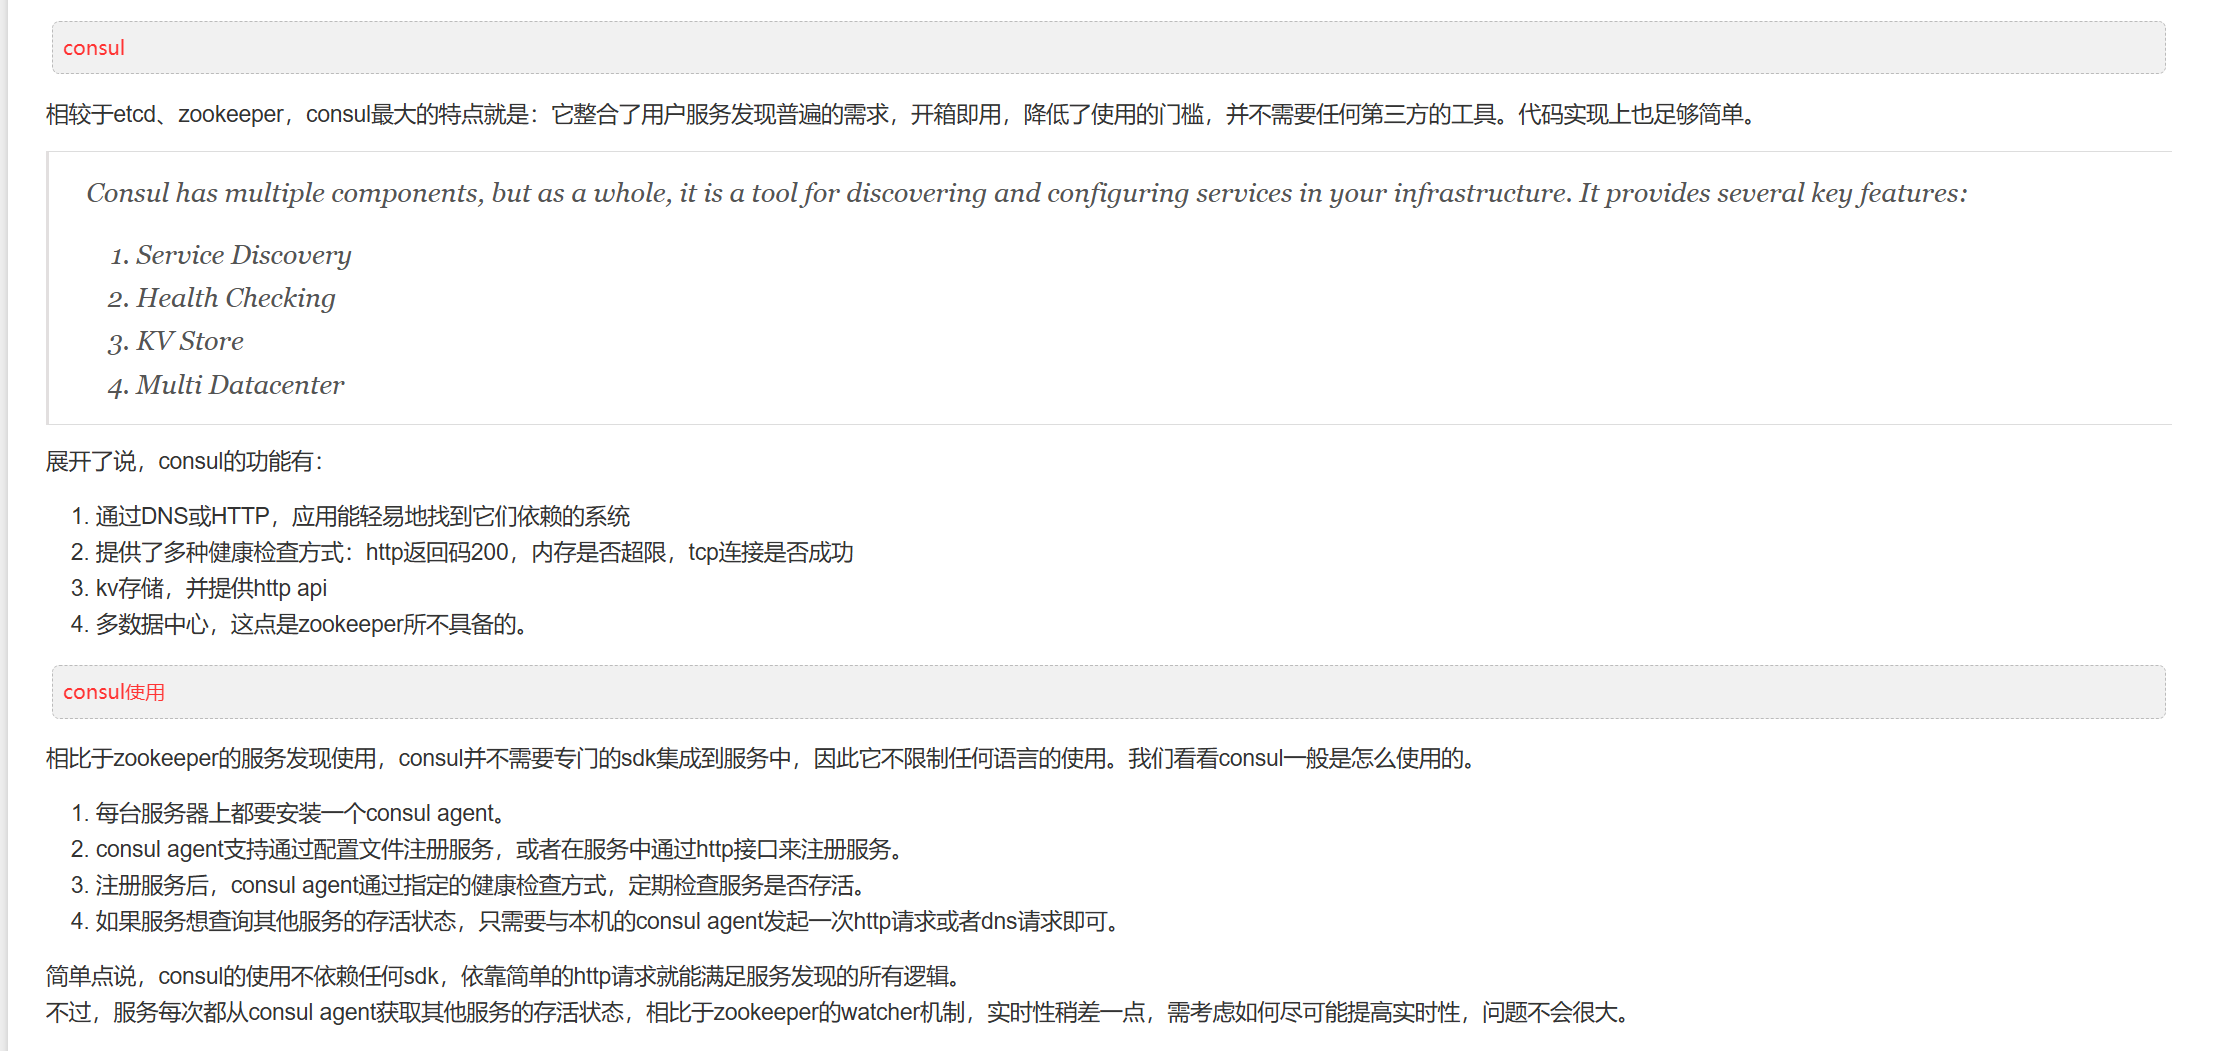 consul
相较于etcd、zookeeper，consul最大的特点就是：它整合了用户服务发现普遍的需求，开箱即用，降低了使用的门槛，并不需要任何第三方的工具。代码实现上也足够简单。
Consul has multiple components, but as a whole, it is a tool for discovering and configuring services in your infrastructure. It provides several key features:
1. Service Discovery
2. Health Checking
3. KV Store
4. Multi Datacenter
展开了说，consul的功能有：
1. 通过DNS或HTTP，应用能轻易地找到它们依赖的系统
2. 提供了多种健康检查方式：http返回码200，内存是否超限，tcp连接是否成功
3. kv存储，并提供http api
4. 多数据中心，这点是zookeeper所不具备的。
consul使用
相比于zookeeper的服务发现使用，consul并不需要专门的sdk集成到服务中，因此它不限制任何语言的使用。我们看看consul一般是怎么使用的。
1. 每台服务器上都要安装一个consul agent。
2. consul agent支持通过配置文件注册服务，或者在服务中通过http接口来注册服务。
3. 注册服务后，consul agent通过指定的健康检查方式，定期检查服务是否存活。
4. 如果服务想查询其他服务的存活状态，只需要与本机的consul agent发起一次http请求或者dns请求即可。
简单点说，consul的使用不依赖任何sdk，依靠简单的http请求就能满足服务发现的所有逻辑。
不过，服务每次都从consul agent获取其他服务的存活状态，相比于zookeeper的watcher机制，实时性稍差一点，需考虑如何尽可能提高实时性，问题不会很大。